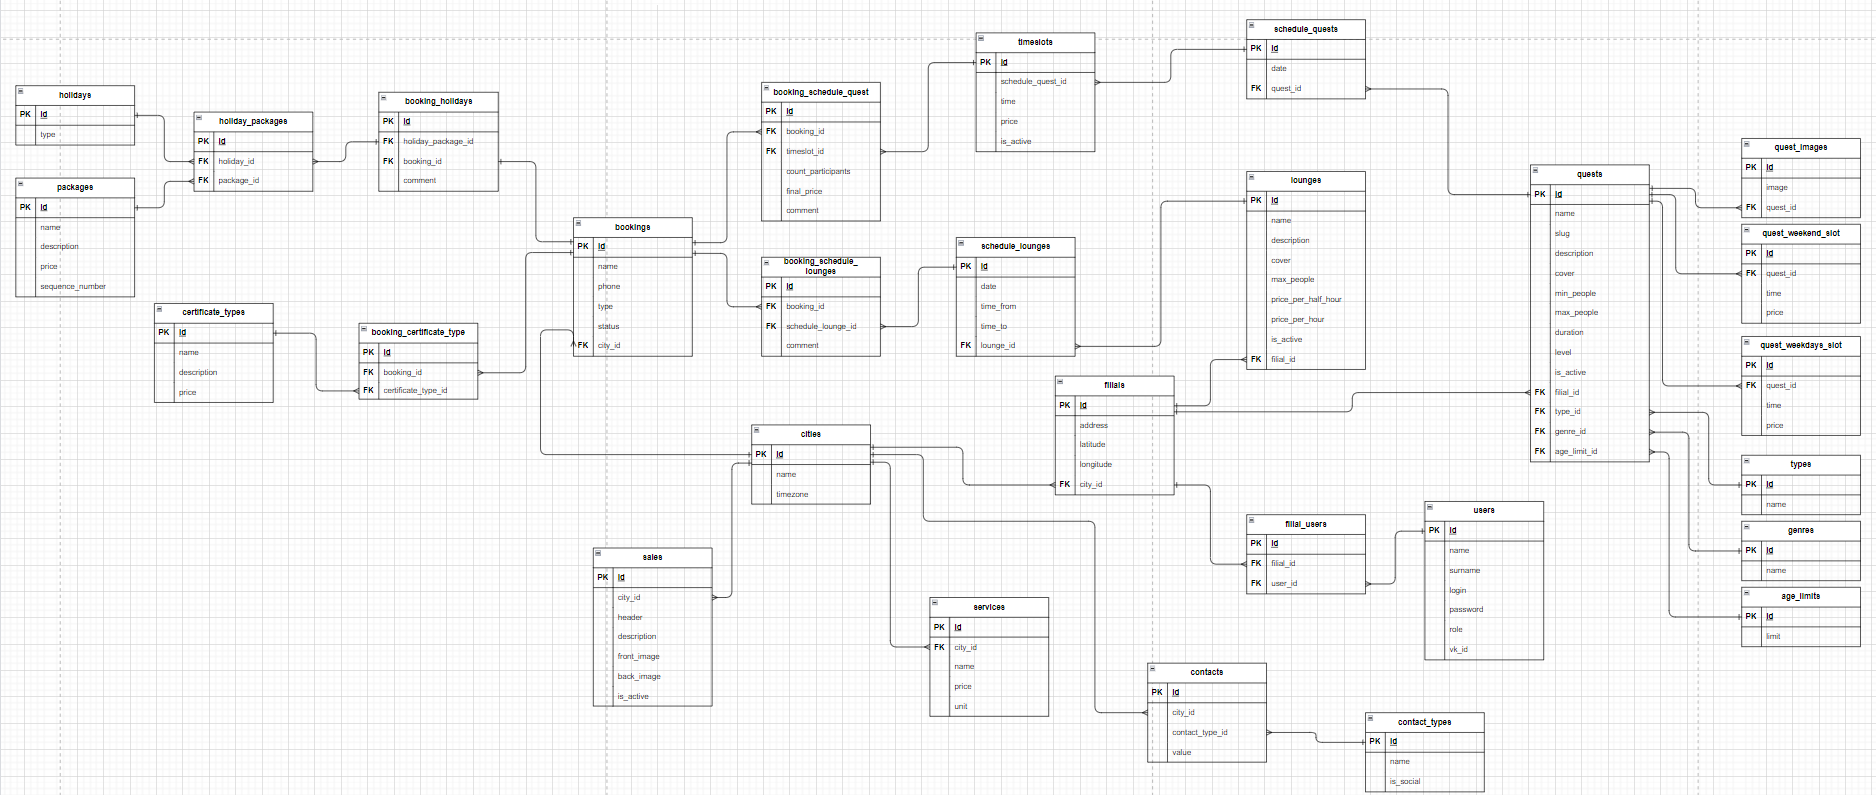 holidays
PK Id
type
packages
PK Id
name
description
price
sequence_number
holiday_packages
PK Id
FK holiday_id
FK package_id
booking_holidays
PK Id
FK holiday_package_id
FK booking_id
comment
certificate_types
PK Id
name
description
price
booking_certificate_type
PK Id
FK booking_id
FK certificate_type_id
bookings
PK Id
name
phone
type
status
FK city_id
booking_schedule_quest
PK Id
FK booking_id
FK timeslot_id
count_participants
final_price
comment
booking_schedule_
lounges
PK Id
FK booking_id
FK schedule_lounge_id
comment
timeslots
PK Id
schedule_quest_id
time
price
is_active
schedule_lounges
PK Id
date
time_from
time_to
FK lounge_id
schedule_quests
PK Id
date
FK quest_id
lounges
PK Id
name
description
cover
max_people
price_per_half_hour
price_per_hour
is_active
FK filial_id
filials
PK Id
address
latitude
longitude
FK city_id
cities
PK Id
name
timezone
sales
PK Id
city_id
header
description
front_image
back_image
is_active
services
PK Id
FK city_id
name
price
unit
filial_users
PK Id
FK filial_id
FK user_id
users
PK Id
name
surname
login
password
role
vk_id
contacts
PK Id
city_id
contact_type_id
value
contact_types
PK Id
name
is_social
quests
PK Id
name
slug
description
cover
min_people
max_people
duration
level
is_active
FK filial_id
FK type_id
FK genre_id
FK age_limit_id
quest_images
PK Id
image
FK quest_id
quest_weekend_slot
PK Id
FK quest_id
time
price
quest_weekdays_slot
PK Id
FK quest_id
time
price
types
PK Id
name
genres
PK Id
name
age_limits
PK Id
limit